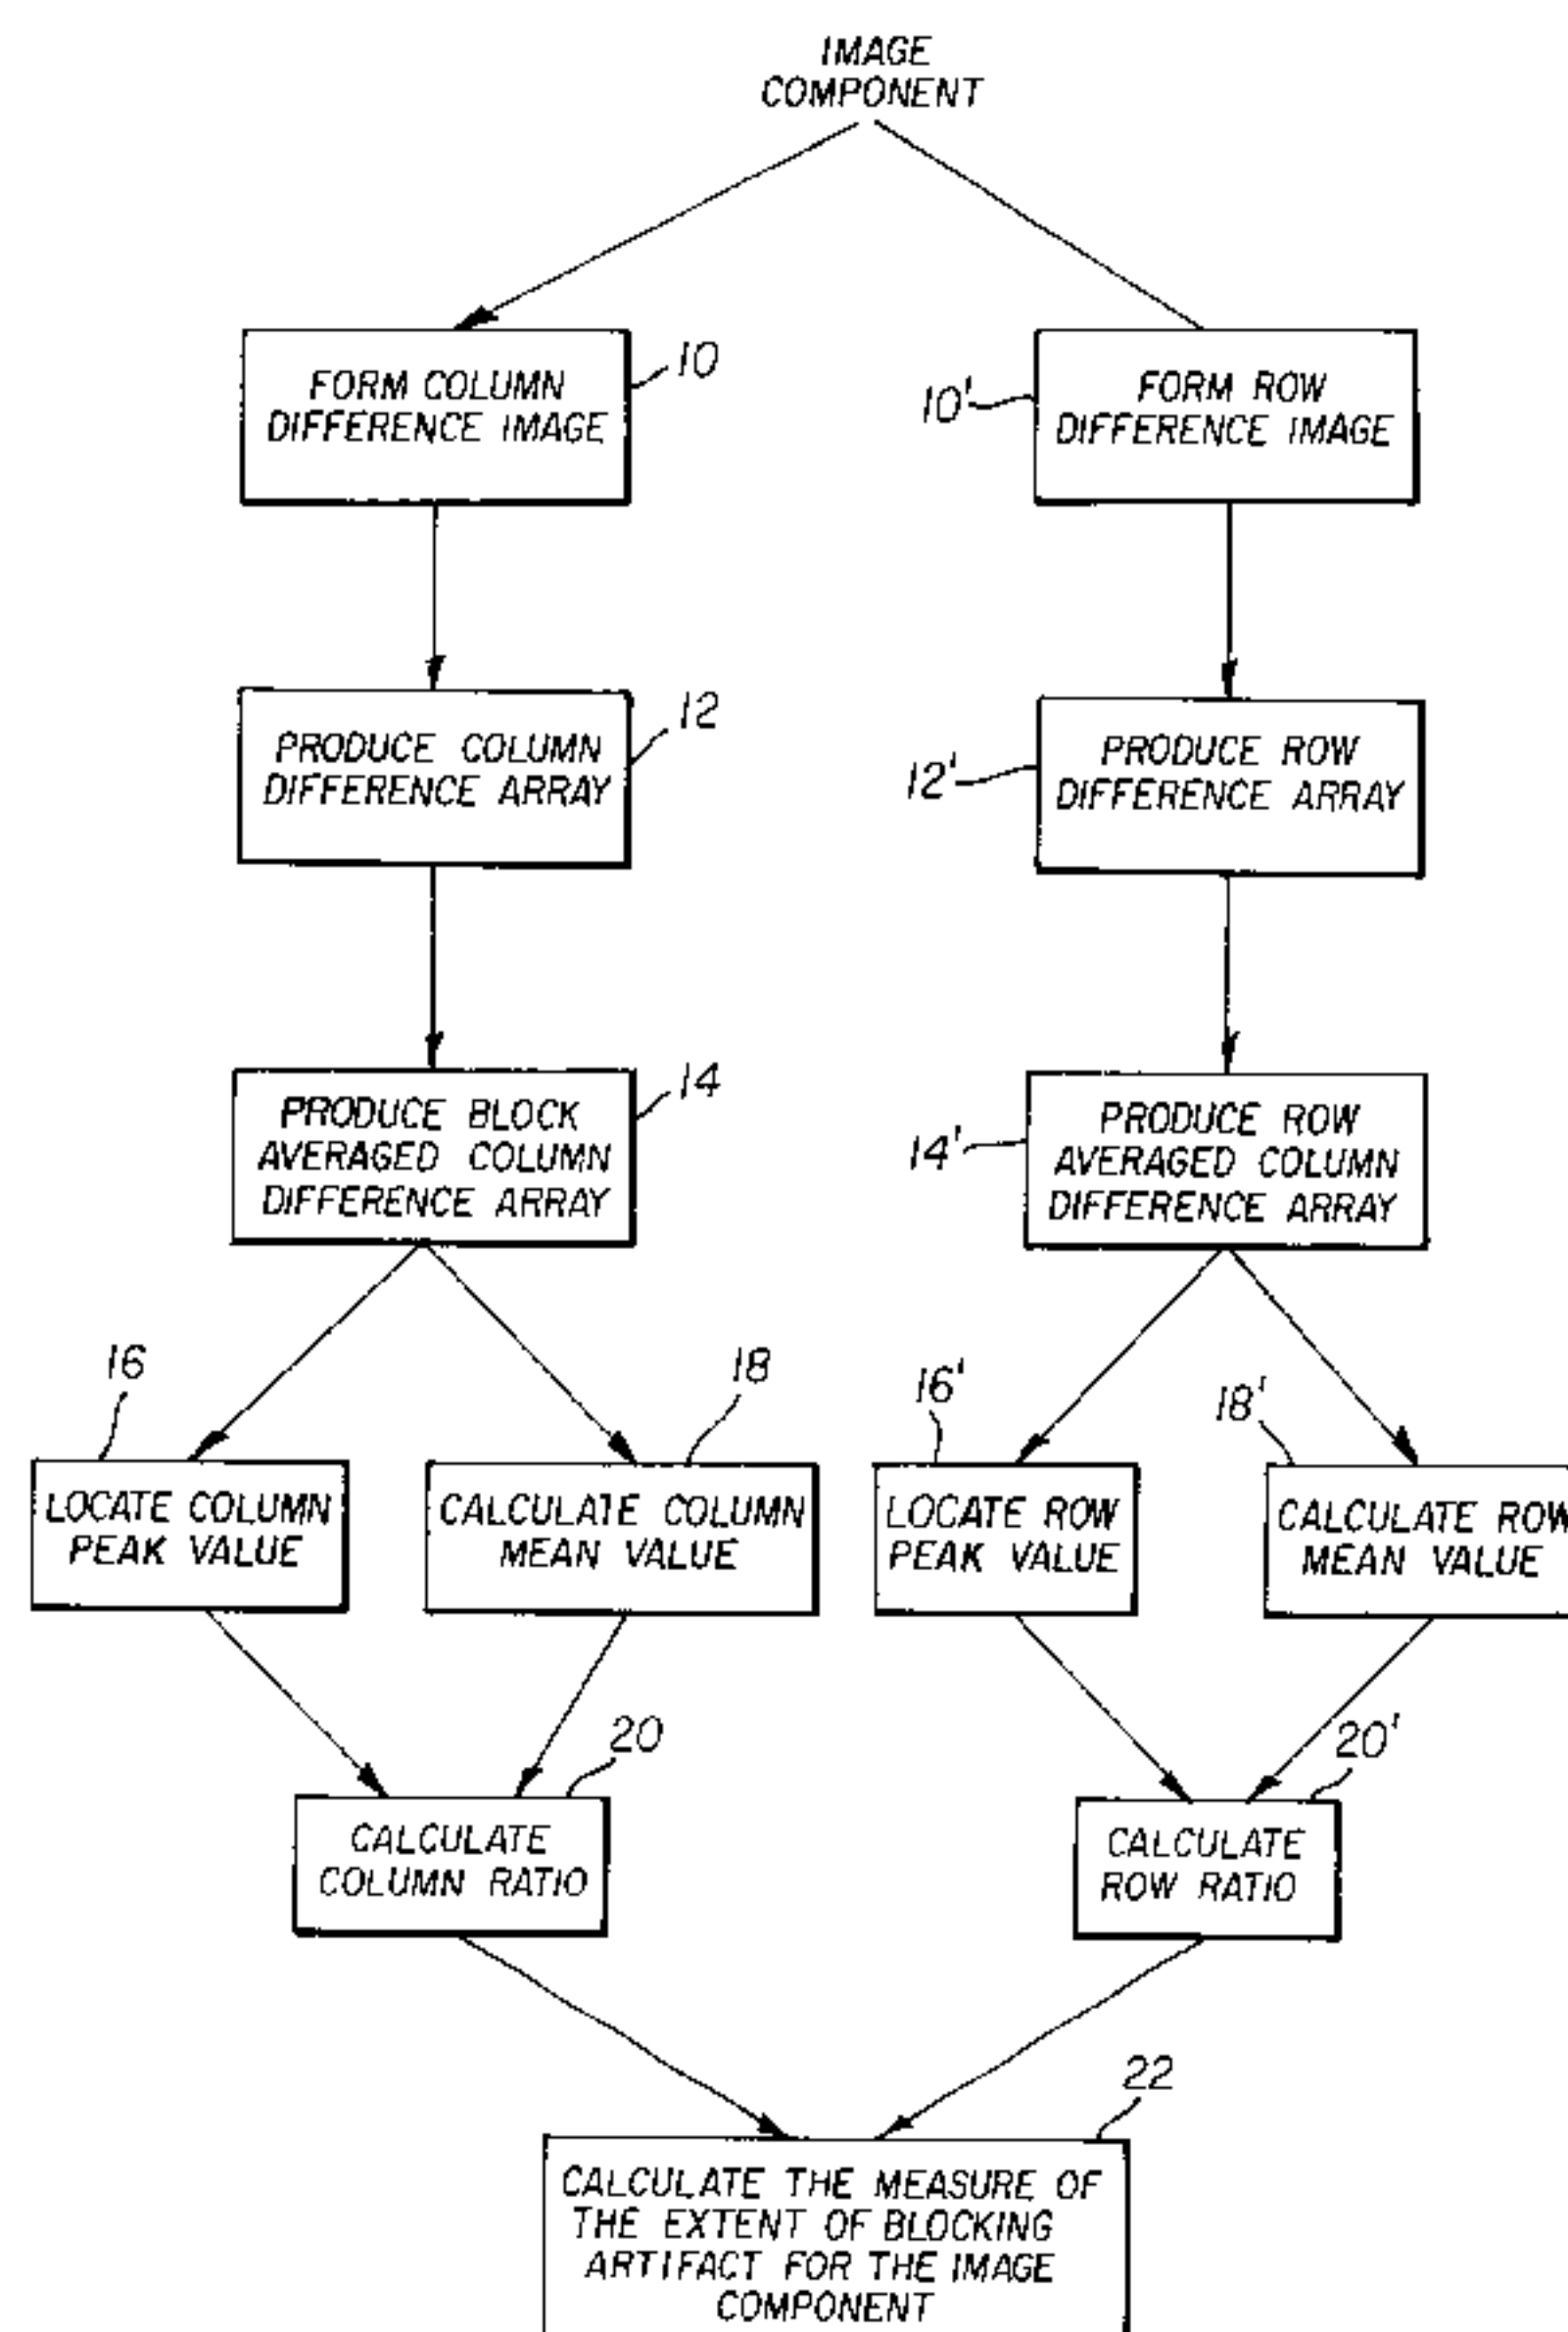 IMAGE
COMPONENT
FORM COLUMN
DIFFERENCE IMAGE
10
10'
FORM ROW
DIFFERENCE IMAGE
PRODUCE COLUMN
DIFFERENCE ARRAY
12
12'
PRODUCE ROW
DIFFERENCE ARRAY
PRODUCE BLOCK
AVERAGED COLUMN
DIFFERENCE ARRAY
14
14'
PRODUCE ROW
AVERAGED COLUMN
DIFFERENCE ARRAY
16
LOCATE COLUMN
PEAK VALUE
18
CALCULATE COLUMN
MEAN VALUE
16'
LOCATE ROW
PEAK VALUE
18'
CALCULATE ROW
MEAN VALUE
20
CALCULATE
COLUMN RATIO
20'
CALCULATE
ROW RATIO
22
CALCULATE THE MEASURE OF
THE EXTENT OF BLOCKING
ARTIFACT FOR THE IMAGE
COMPONENT